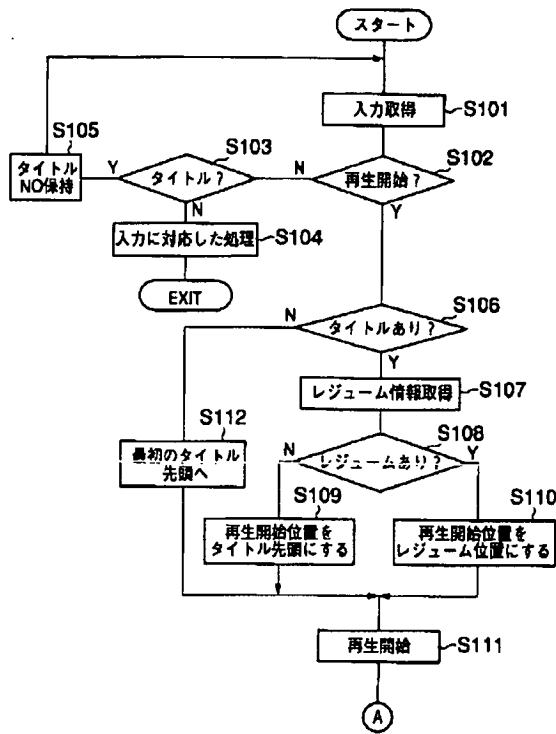 スタート
入力取得
S101
S105
S103
S102
タイトル
NO保持
Y
タイトル?
N
再生開始?
N
Y
入力に対応した処理
S104
EXIT
S106
N
タイトルあり?
Y
レジューム情報取得
S107
S112
S108
最初のタイトル
先頭へ
N
レジュームあり?
Y
S109
S110
再生開始位置を
タイトル先頭にする
再生開始位置を
レジューム位置にする
再生開始
S111
A